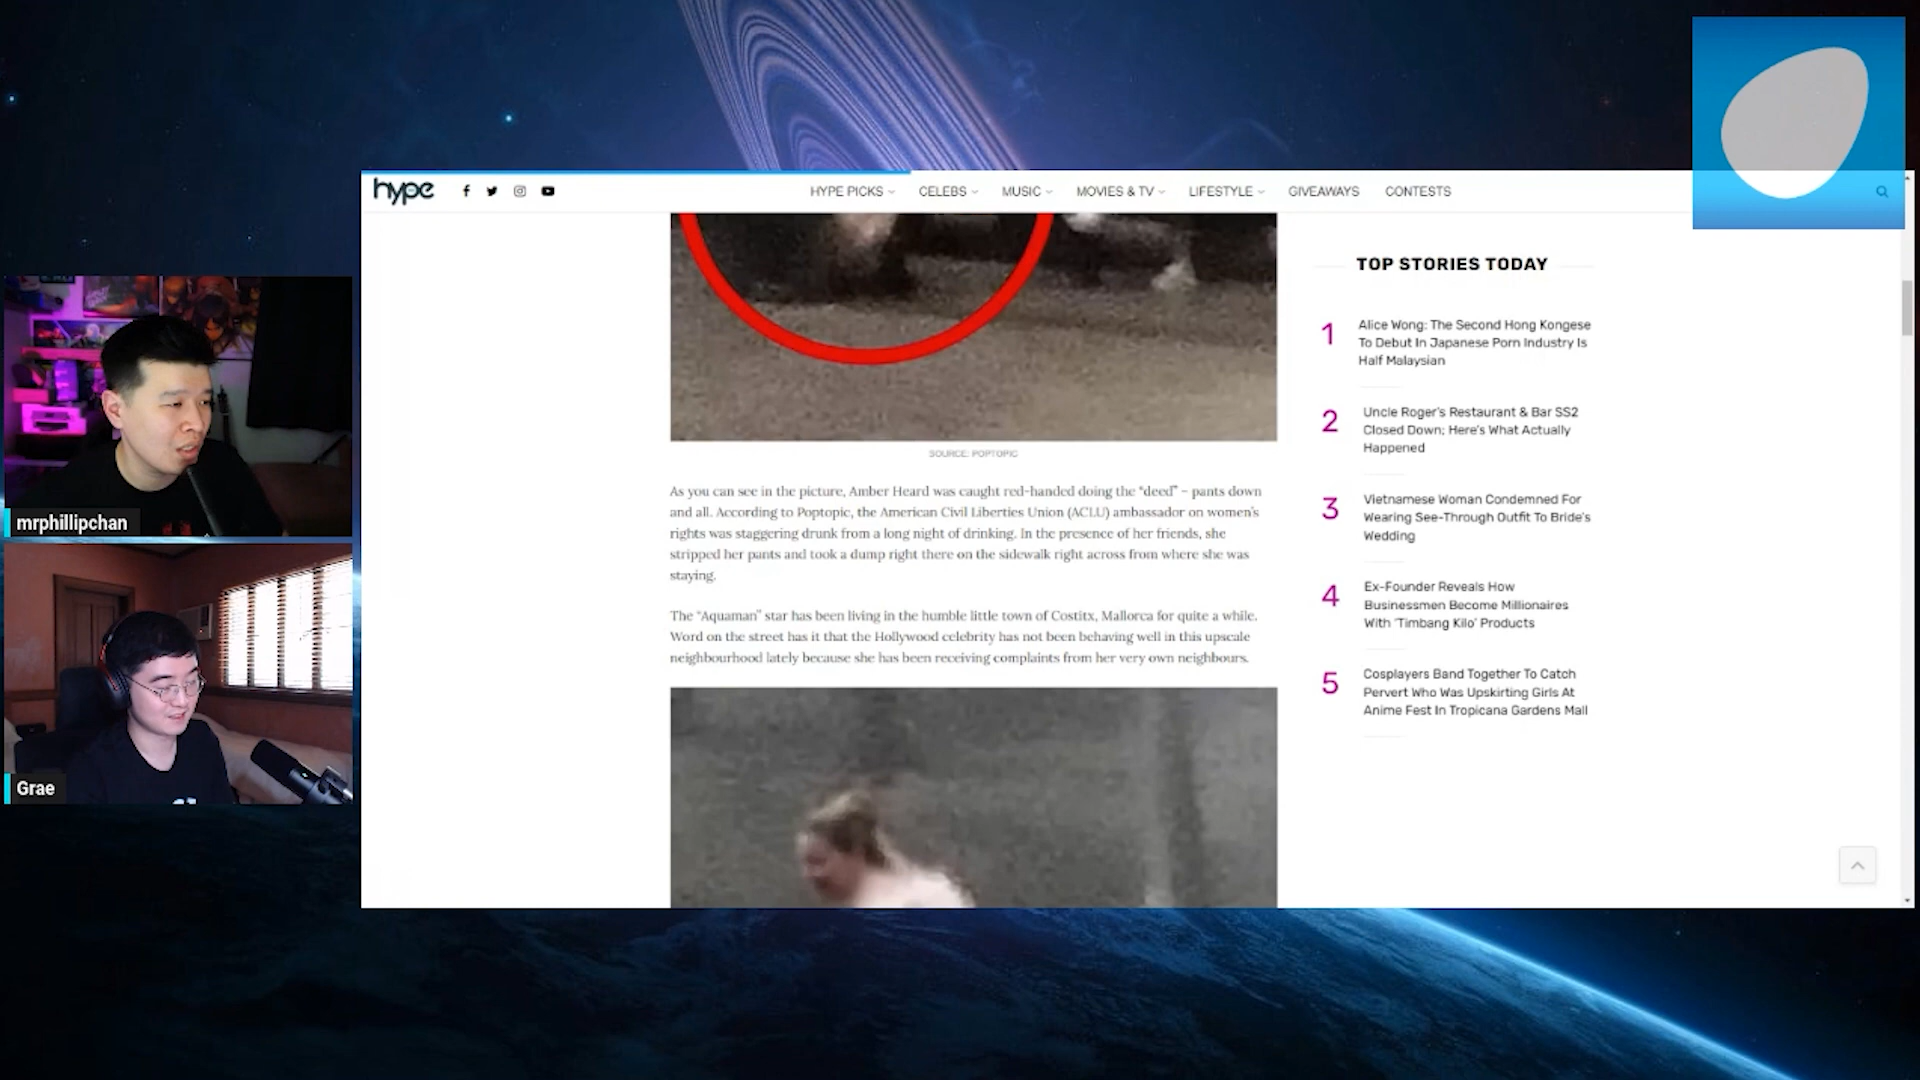 hype
HYPE PICKS CELEBS MUSIC MOVIES & TV LIFESTYLE GIVEAWAYS CONTESTS
SOURCE: POPTOPIC
As you can see in the picture, Amber Heard was caught red-handed doing the “deed” – pants down
and all. According to Poptopic, the American Civil Liberties Union (ACLU) ambassador on women’s
rights was staggering drunk from a long night of drinking. In the presence of her friends, she
stripped her pants and took a dump right there on the sidewalk right across from where she was
staying.
The “Aquaman” star has been living in the humble little town of Costitx, Mallorca for quite a while.
Word on the street has it that the Hollywood celebrity has not been behaving well in this upscale
neighbourhood lately because she has been receiving complaints from her very own neighbours.
TOP STORIES TODAY
1
Alice Wong: The Second Hong Kongese
To Debut In Japanese Porn Industry Is
Half Malaysian
2
Uncle Roger’s Restaurant & Bar SS2
Closed Down; Here’s What Actually
Happened
3
Vietnamese Woman Condemned For
Wearing See-Through Outfit To Bride’s
Wedding
4
Ex-Founder Reveals How
Businessmen Become Millionaires
With ‘Timbang Kilo’ Products
5
Cosplayers Band Together To Catch
Pervert Who Was Upskirting Girls At
Anime Fest In Tropicana Gardens Mall
mrphillipchan
Grae